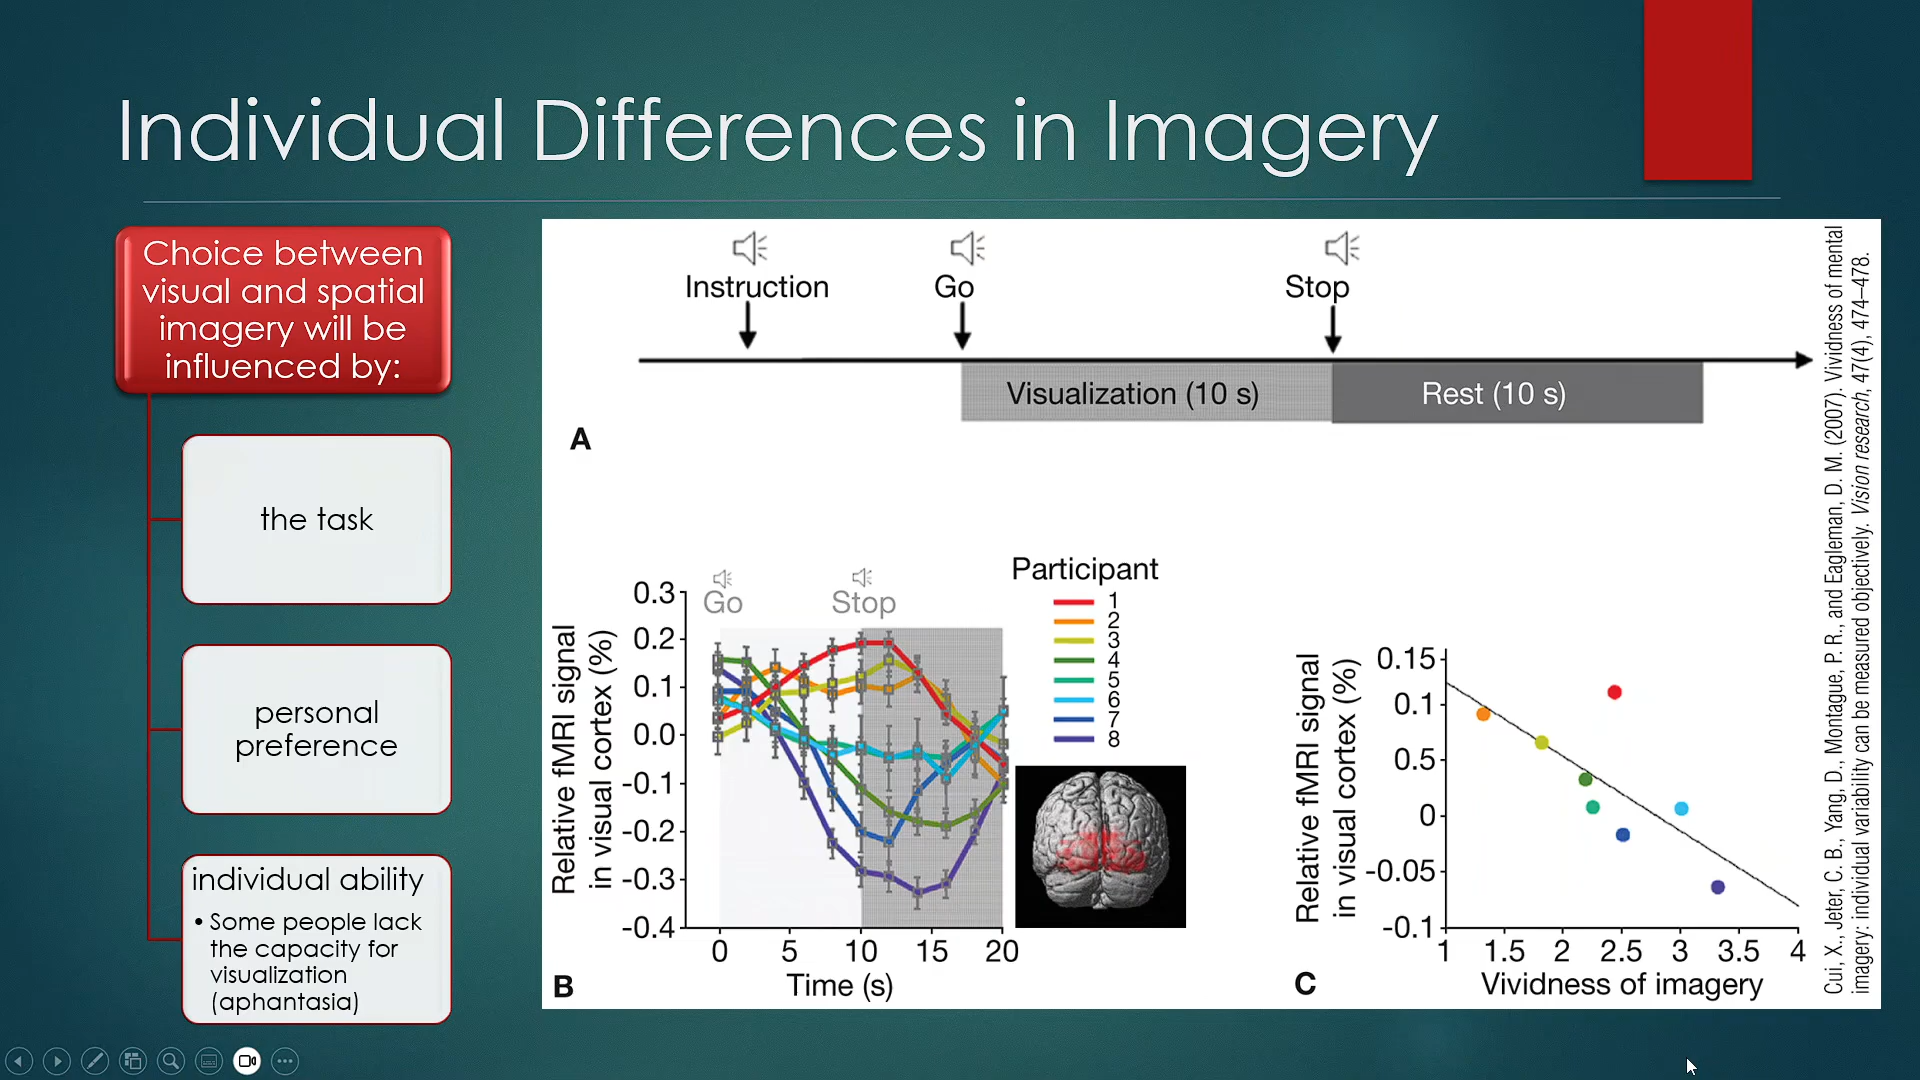 Individual Differences in Imagery
Choice between
visual and spatial
imagery will be
influenced by:
the task
personal
preference
individual ability
• Some people lack
the capacity for
visualization
(aphantasia)
Instruction
Go
Stop
Visualization (10 s)
Rest (10 s)
A
Relative fMRI signal
in visual cortex (%)
0.3
0.2
0.1
0.0
-0.1
-0.2
-0.3
-0.4
Go
Stop
0 5 10 15 20
Time (s)
B
Participant
1
2
3
4
5
6
7
8
Relative fMRI signal
in visual cortex (%)
0.15
0.1
0.5
0
-0.05
-0.1
1 1.5 2 2.5 3 3.5 4
Vividness of imagery
C
Cui, X., Jeter, C. B., Yang, D., Montague, P. R., and Eagleman, D. M. (2007). Vividness of mental
imagery: individual variability can be measured objectively. Vision research, 47(4), 474–478.